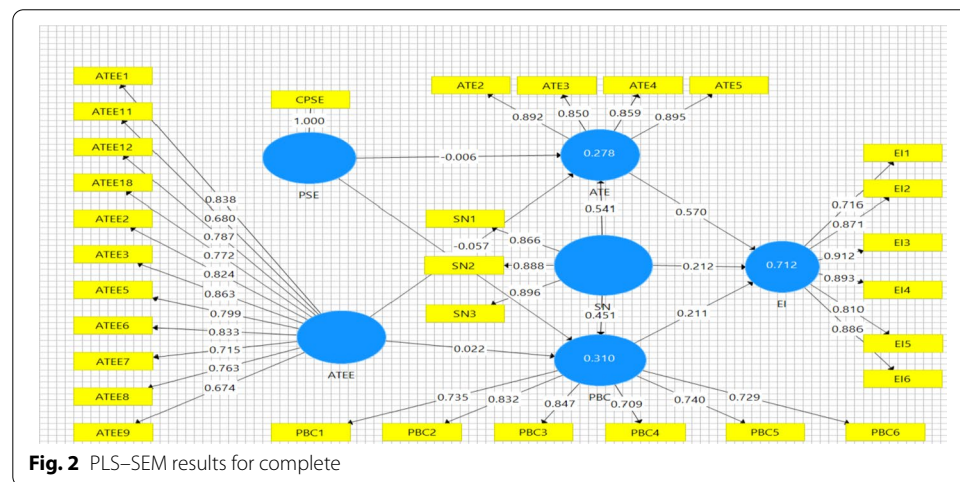 ATEE1
ATEE11
ATEE12
ATEE18
ATEE2
ATEE3
ATEE5
ATEE6
ATEE7
ATEE8
ATEE9
0.838
0.680
0.787
0.772
0.824
0.863
0.799
0.833
0.715
0.763
0.674
ATEE
CPSE
1.000
PSE
-0.006
-0.057
0.022
ATE2
ATE3
ATE4
ATE5
0.892
0.850
0.859
0.895
0.278
ATE
0.541
0.570
SN1
SN2
SN3
0.866
0.888
0.896
SN
0.212
0.451
0.211
0.310
PBC
0.735
0.832
0.847
0.709
0.740
0.729
PBC1
PBC2
PBC3
PBC4
PBC5
PBC6
0.712
EI
0.716
0.871
0.912
0.893
0.810
0.886
EI1
EI2
EI3
EI4
EI5
EI6
Fig. 2 PLS–SEM results for complete